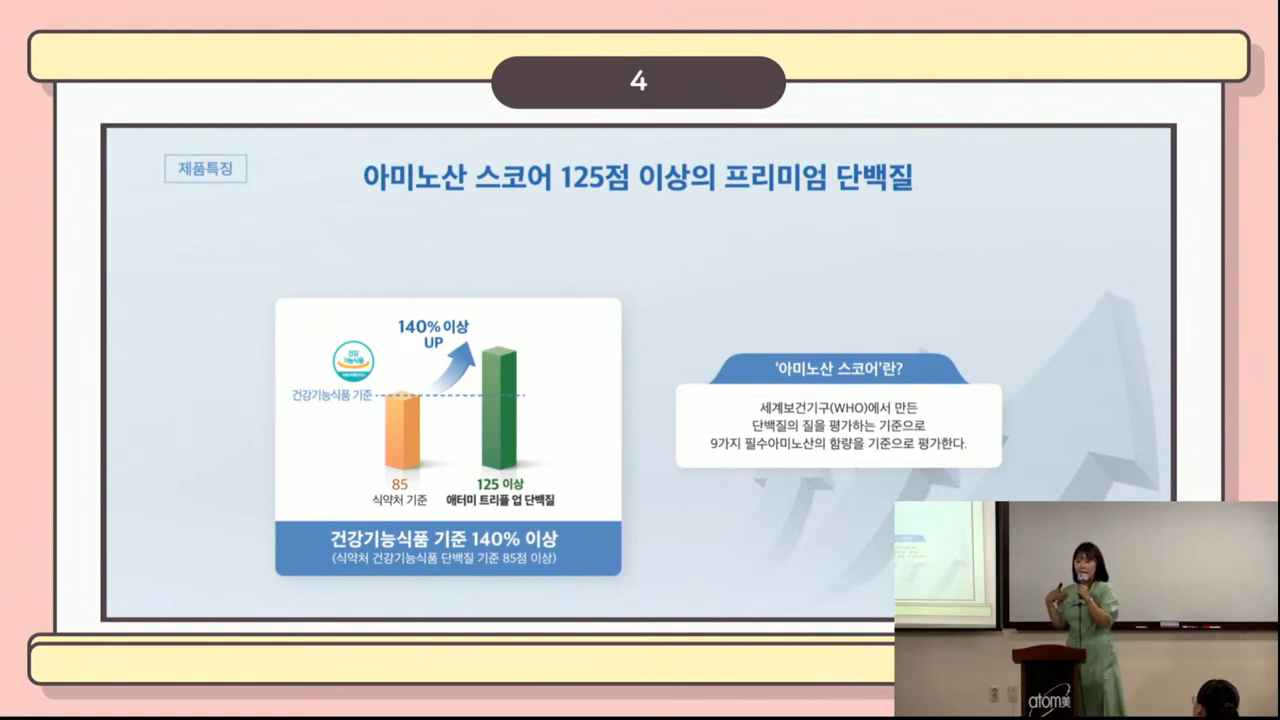 4
제품특징
아미노산 스코어 125점 이상의 프리미엄 단백질
140% 이상
UP
건강
기능식품
건강기능식품 기준
85
식약처 기준
125 이상
애터미 트리플 업 단백질
건강기능식품 기준 140% 이상
(식약처 건강기능식품 단백질 기준 85점 이상)
'아미노산 스코어'란?
세계보건기구(WHO)에서 만든
단백질의 질을 평가하는 기준으로
9가지 필수아미노산의 함량을 기준으로 평가한다.
atom美